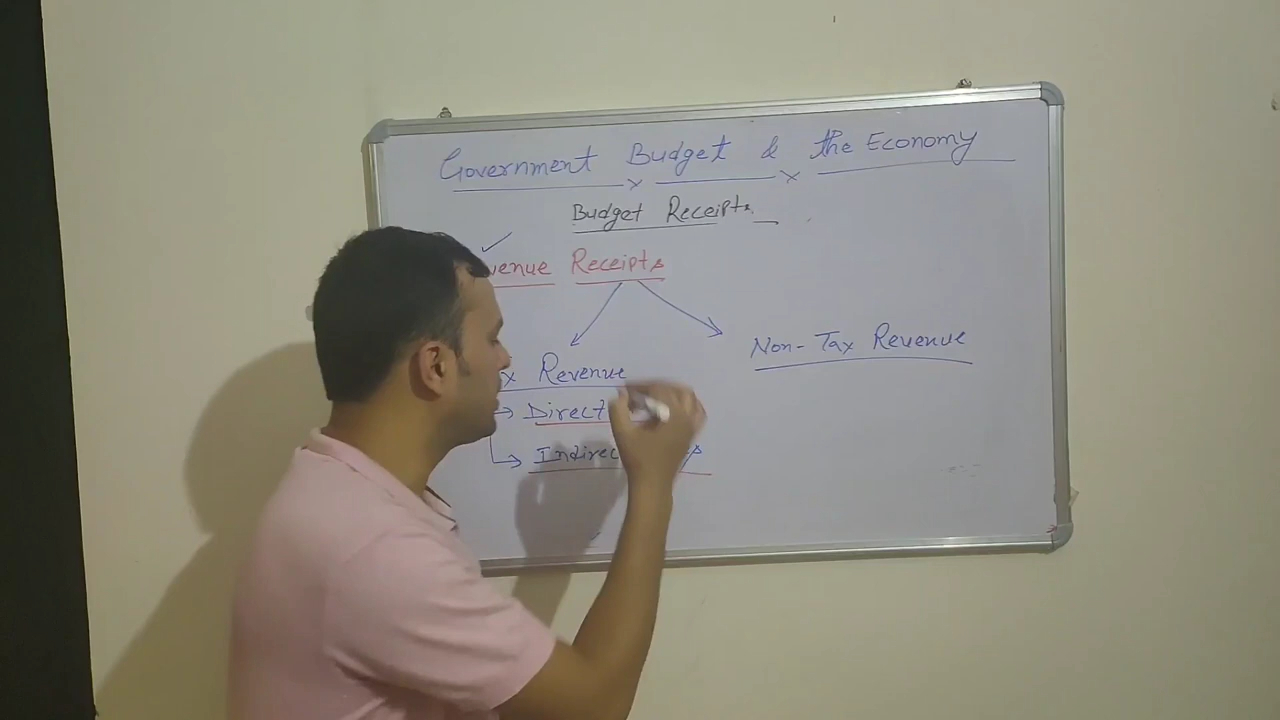 Government Budget & the Economy
Budget Receipts
venue Receipts
x Revenue
Non-Tax Revenue
Direct
Indirec